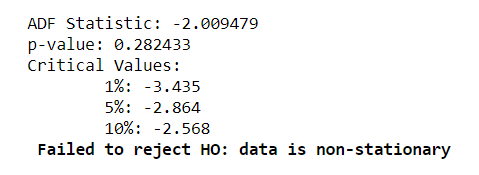 ADF Statistic: -2.009479
p-value: 0.282433
Critical Values:
1%: -3.435
5%: -2.864
10%: -2.568
Failed to reject HO: data is non-stationary